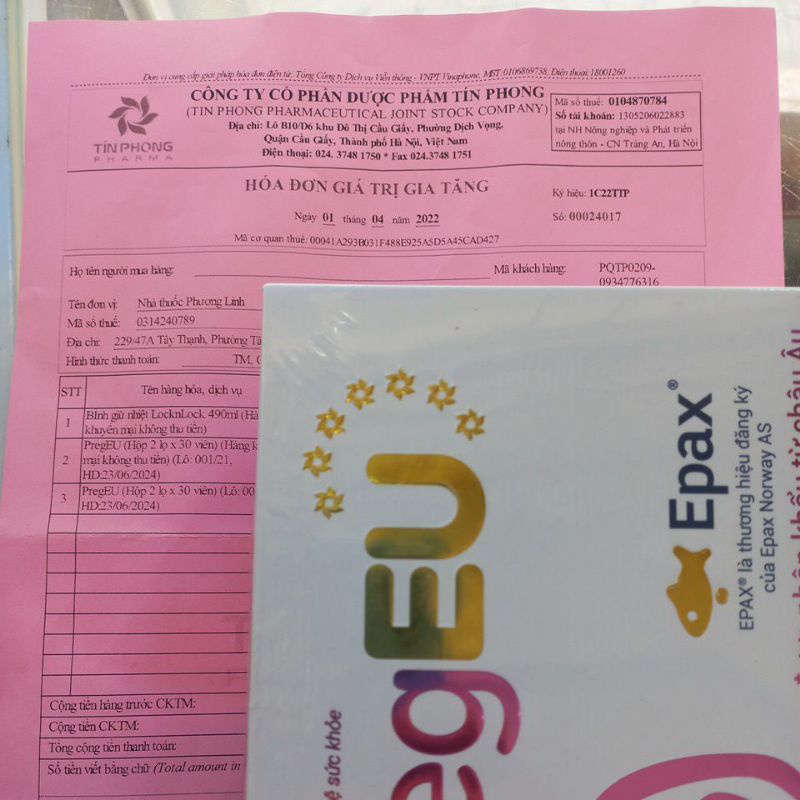 Đơn vị cung cấp giải pháp hóa đơn điện tử: Tổng Công ty Dịch vụ Viễn thông - VNPT Vinaphone, MST:0106869738, Điện thoại:18001260
TÍN PHONG
PHARMA
CÔNG TY CỔ PHẦN DƯỢC PHẨM TÍN PHONG
(TIN PHONG PHARMACEUTICAL JOINT STOCK COMPANY)
Địa chỉ: Lô B10/D6 khu Đô Thị Cầu Giấy, Phường Dịch Vọng,
Quận Cầu Giấy, Thành phố Hà Nội, Việt Nam
Điện thoại: 024. 3748 1750 * Fax 024.3748 1751
Mã số thuế: 0104870784
Số tài khoản: 1305206022883
tại NH Nông nghiệp và Phát triển
nông thôn - CN Tràng An, Hà Nội
HÓA ĐƠN GIÁ TRỊ GIA TĂNG
Ngày 01 tháng 04 năm 2022
Mã cơ quan thuế: 00041A293B031F488E925A5D5A45CAD427
Ký hiệu: 1C22TTP
Số: 00024017
Họ tên người mua hàng:
Mã khách hàng: PQTP0209-
0934776316
Tên đơn vị: Nhà thuốc Phương Linh
Mã số thuế: 0314240789
Địa chỉ: 229/47A Tây Thạnh, Phường Tâ
Hình thức thanh toán: TM, C
STT Tên hàng hóa, dịch vụ
1 Bình giữ nhiệt LocknLock 490ml (Hà
khuyến mại không thu tiền)
2 PregEU (Hộp 2 lọ x 30 viên) (Hàng k
mại không thu tiền) (Lô: 001/21,
HD:23/06/2024)
3 PregEU (Hộp 2 lọ x 30 viên) (Lô: 00
HD:23/06/2024)
Cộng tiền hàng trước CKTM:
Cộng tiền CKTM:
Tổng cộng tiền thanh toán:
Số tiền viết bằng chữ (Total amount in
egEU
ệ sức khỏe
Epax®
EPAX® là thương hiệu đăng ký
của Epax Norway AS
nhập khẩu từ châu Âu